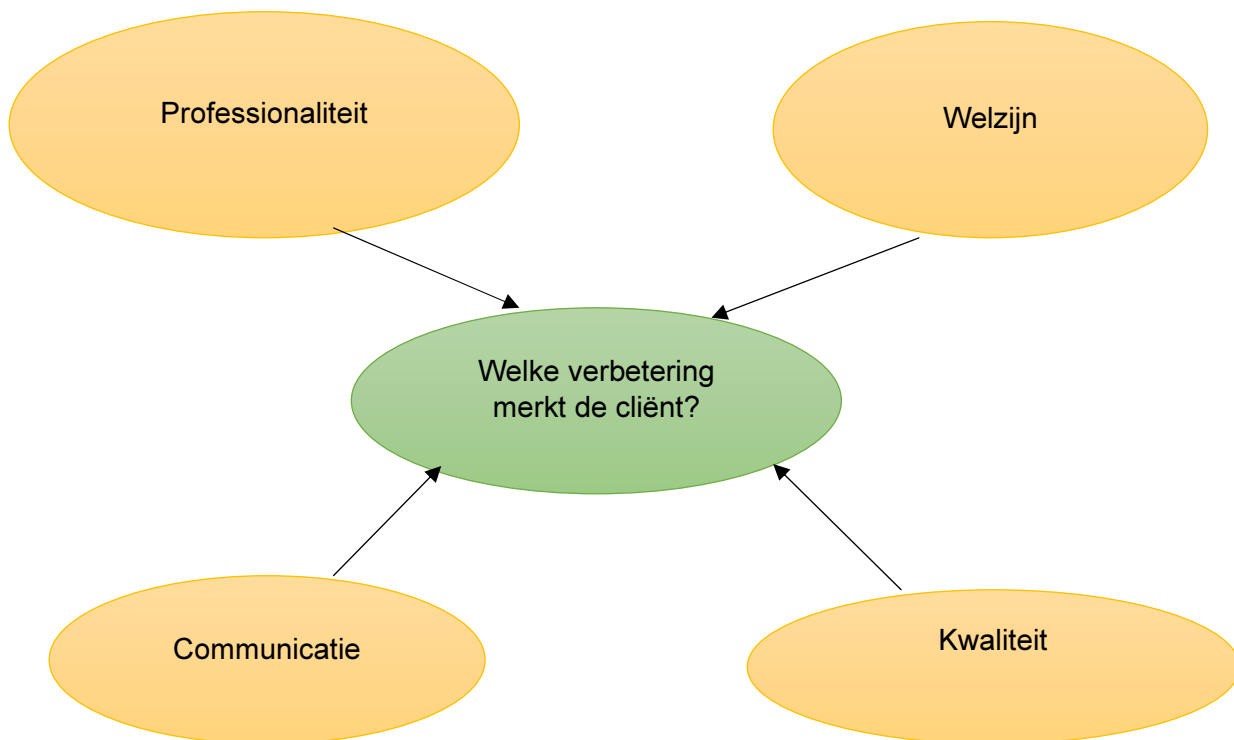 Professionaliteit
Welzijn
Welke verbetering
merkt de cliënt?
Communicatie
Kwaliteit